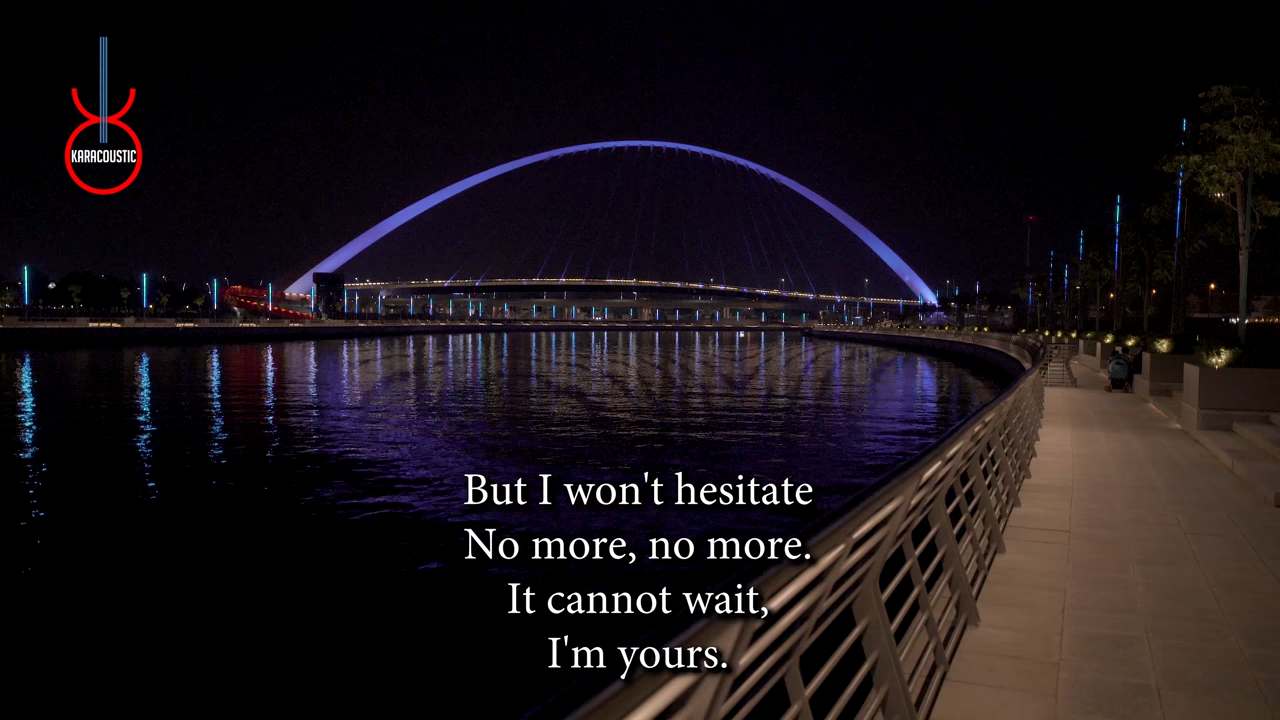 KARACOUSTIC
But I won't hesitate
No more, no more.
It cannot wait,
I'm yours.